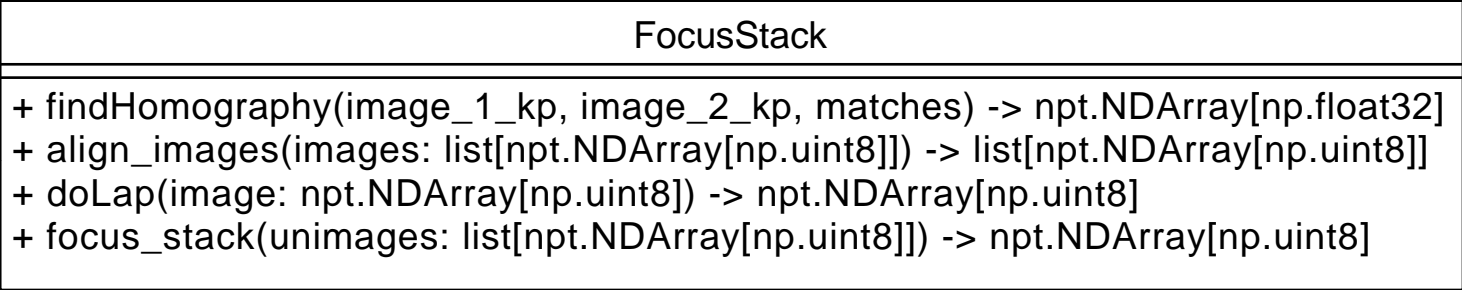 FocusStack
+ findHomography(image_1_kp, image_2_kp, matches) -> npt.NDArray[np.float32]
+ align_images(images: list[npt.NDArray[np.uint8]]) -> list[npt.NDArray[np.uint8]]
+ doLap(image: npt.NDArray[np.uint8]) -> npt.NDArray[np.uint8]
+ focus_stack(unimages: list[npt.NDArray[np.uint8]]) -> npt.NDArray[np.uint8]